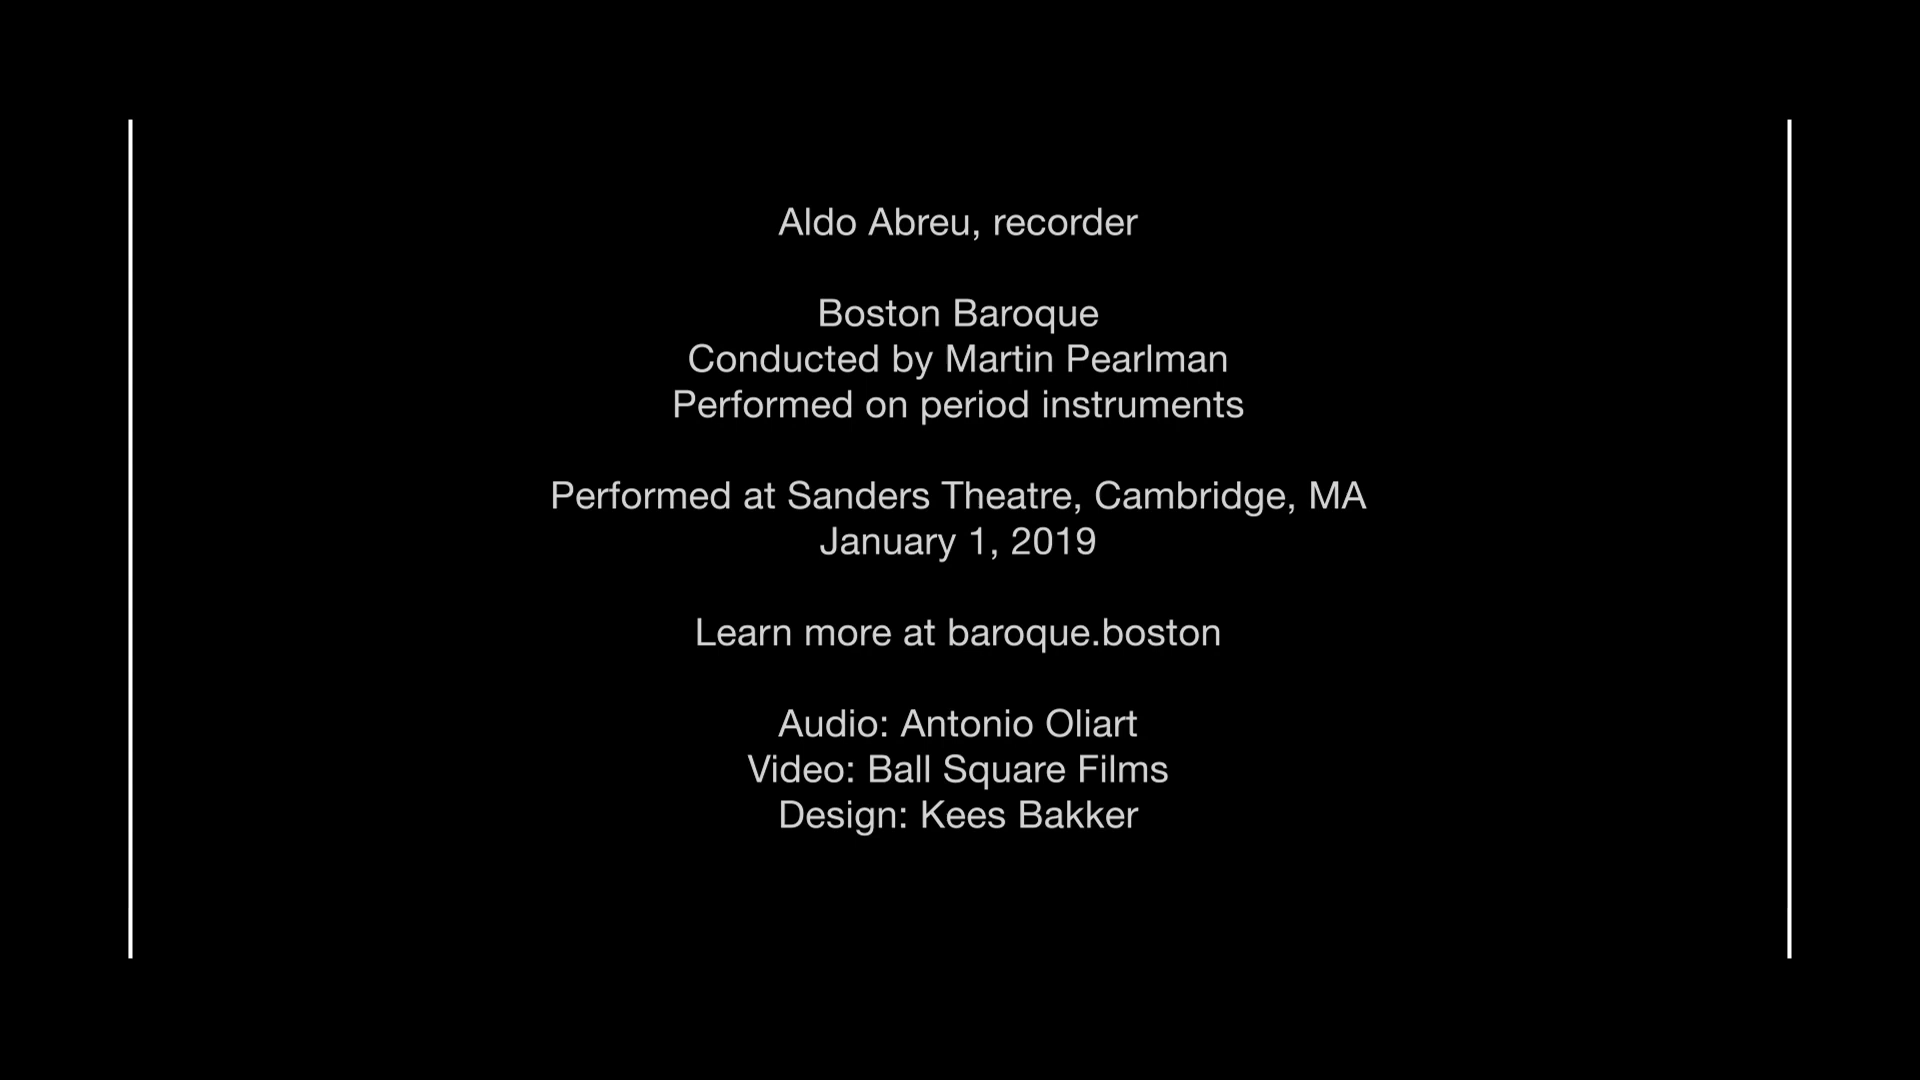 Aldo Abreu, recorder
Boston Baroque
Conducted by Martin Pearlman
Performed on period instruments
Performed at Sanders Theatre, Cambridge, MA
January 1, 2019
Learn more at baroque.boston
Audio: Antonio Oliart
Video: Ball Square Films
Design: Kees Bakker